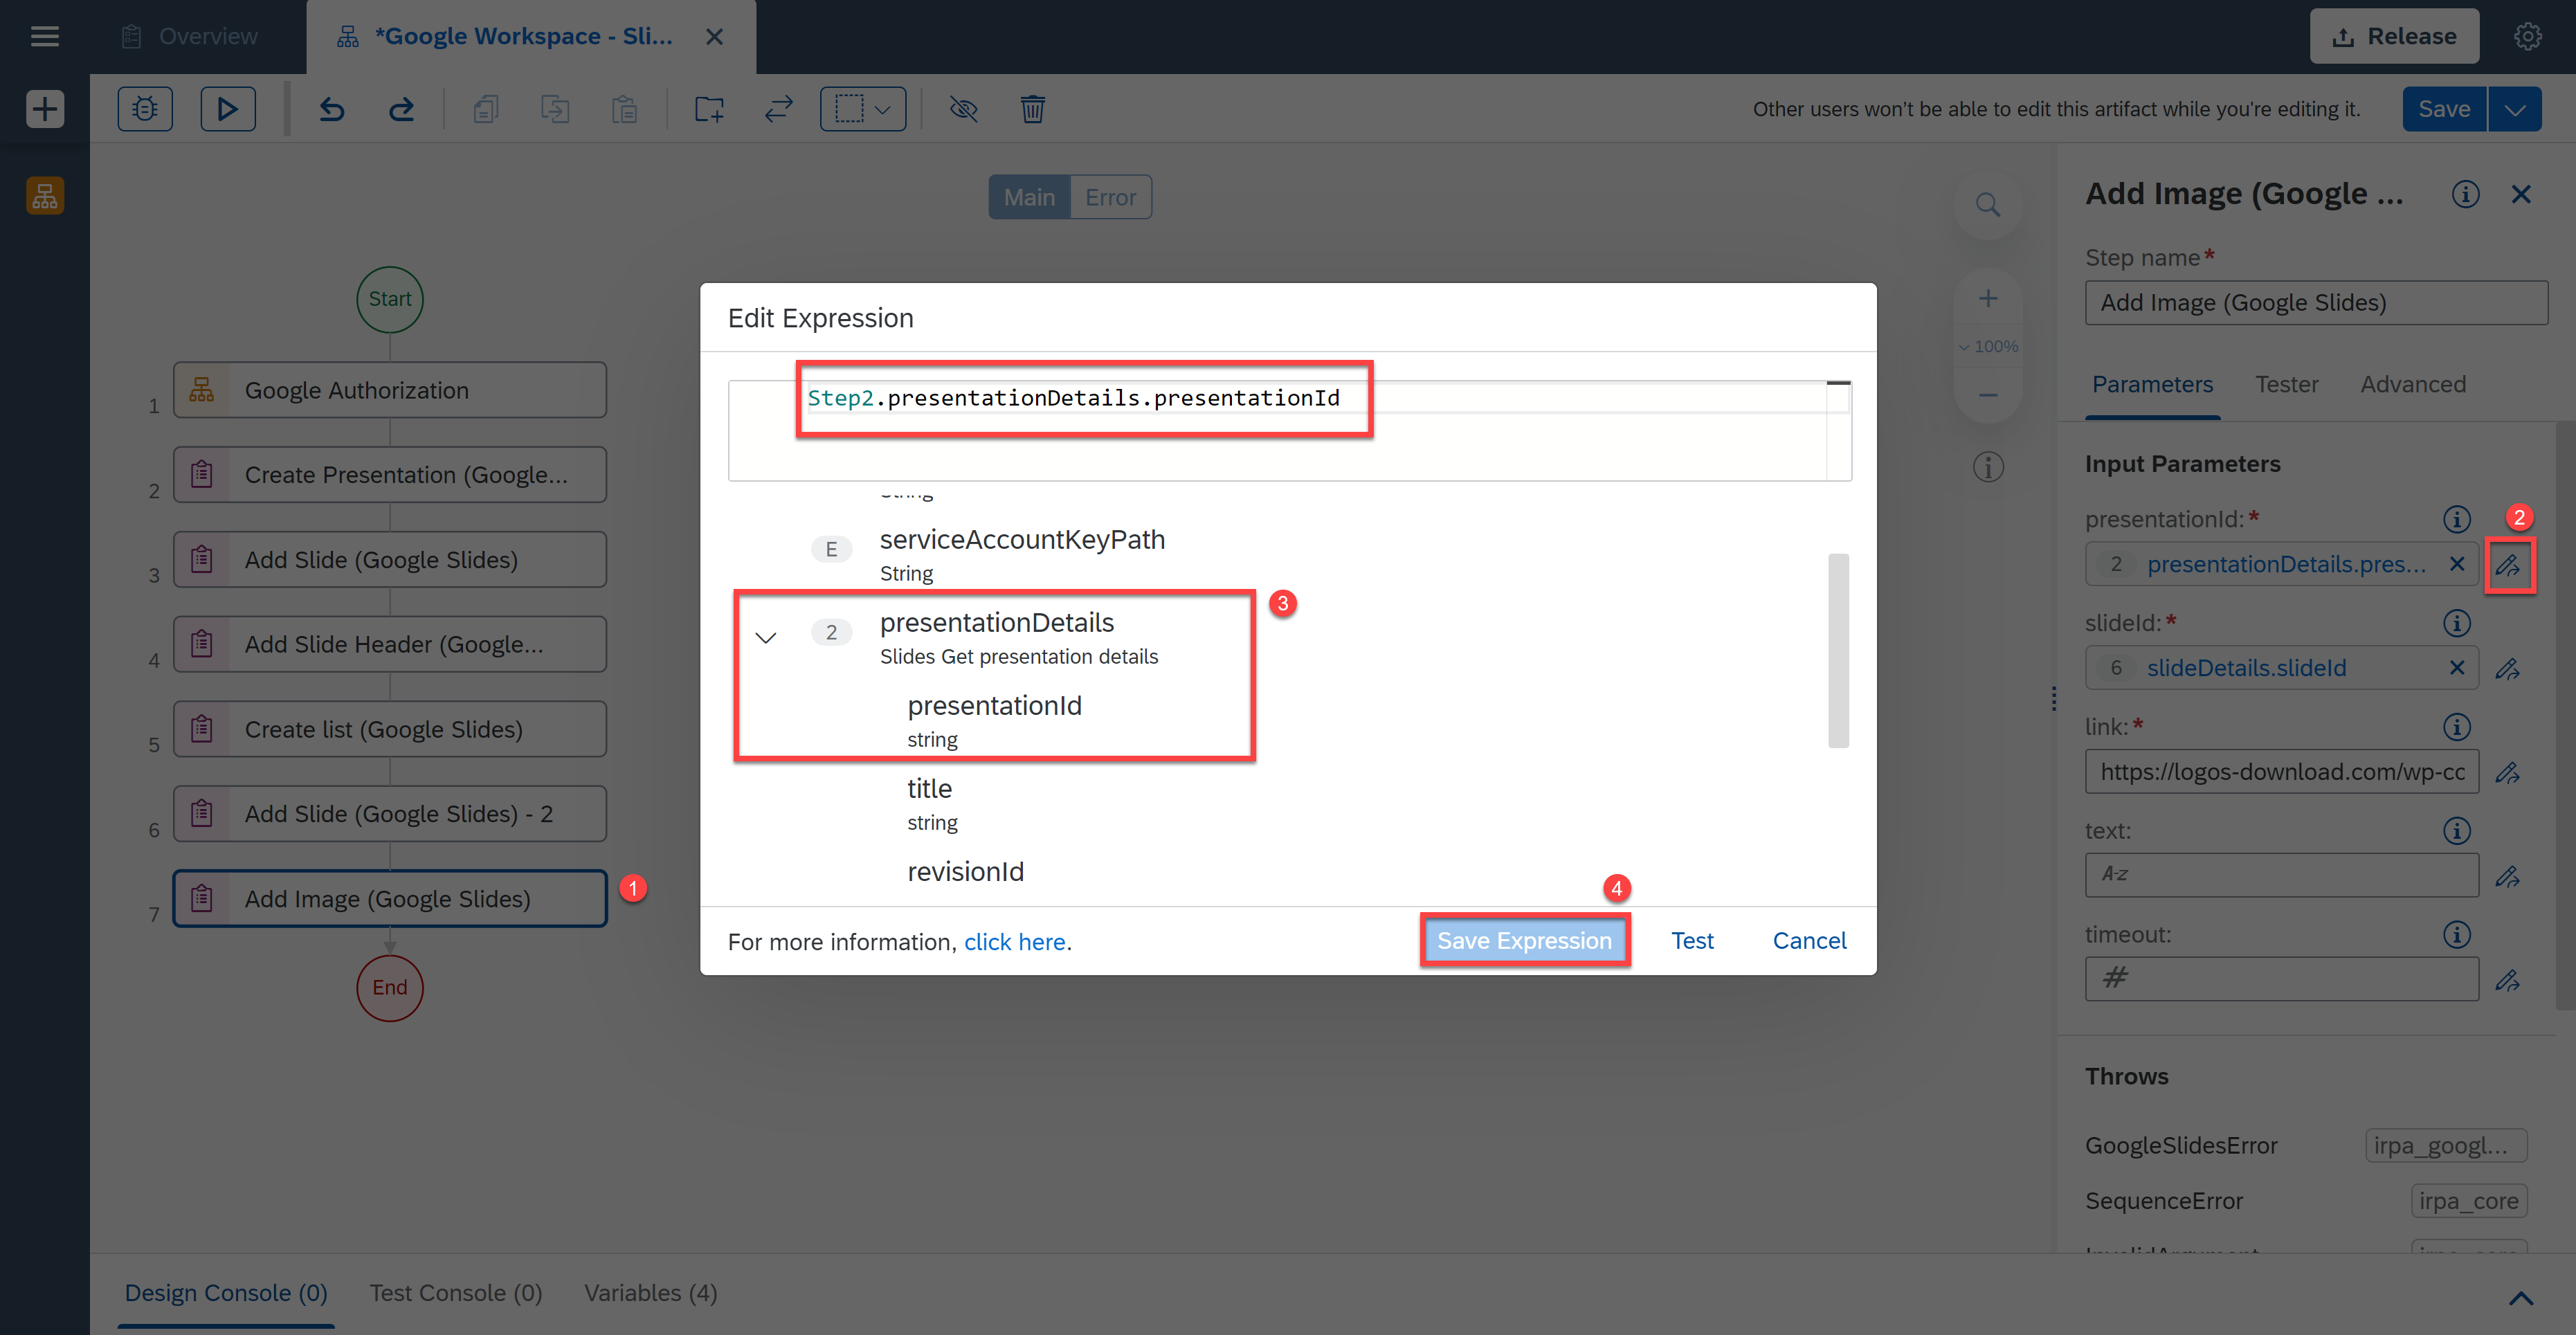 Overview
*Google Workspace - Sli...
Release
Other users won't be able to edit this artifact while you're editing it.
Save
Main
Error
Start
1
Google Authorization
2
Create Presentation (Google...
3
Add Slide (Google Slides)
4
Add Slide Header (Google...
5
Create list (Google Slides)
6
Add Slide (Google Slides) - 2
7
Add Image (Google Slides)
1
End
100%
Edit Expression
Step2.presentationDetails.presentationId
String
E
serviceAccountKeyPath
String
3
2
presentationDetails
Slides Get presentation details
presentationId
string
title
string
revisionId
4
For more information, click here.
Save Expression
Test
Cancel
Add Image (Google ...
Step name*
Add Image (Google Slides)
Parameters
Tester
Advanced
Input Parameters
2
presentationId:*
2 presentationDetails.pres...
slideId:*
6 slideDetails.slideId
link:*
https://logos-download.com/wp-cc
text:
A-z
timeout:
#
Throws
GoogleSlidesError
irpa_googl...
SequenceError
irpa_core
Design Console (0)
Test Console (0)
Variables (4)